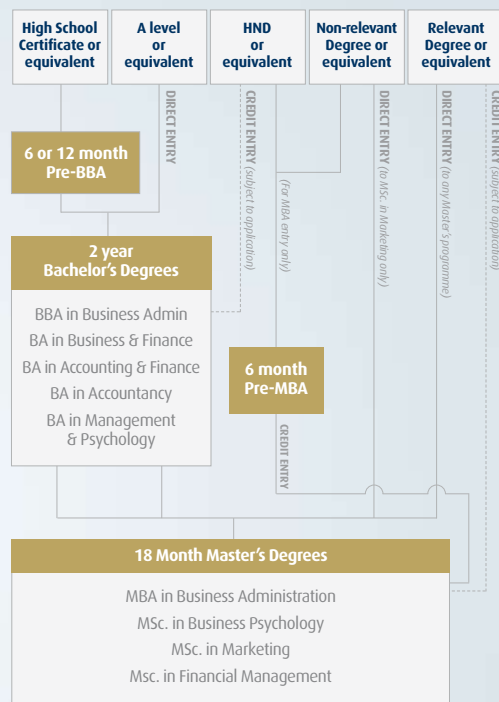 High School
Certificate or
equivalent
A level
or
equivalent
HND
or
equivalent
Non-relevant
Degree or
equivalent
Relevant
Degree or
equivalent
DIRECT ENTRY
CREDIT ENTRY (subject to application)
(For MBA entry only)
DIRECT ENTRY (to MSc. in Marketing only)
DIRECT ENTRY (to any Master's programme)
CREDIT ENTRY (subject to application)
6 or 12 month
Pre-BBA
2 year
Bachelor's Degrees
BBA in Business Admin
BA in Business & Finance
BA in Accounting & Finance
BA in Accountancy
BA in Management
& Psychology
6 month
Pre-MBA
CREDIT ENTRY
18 Month Master's Degrees
MBA in Business Administration
MSc. in Business Psychology
MSc. in Marketing
Msc. in Financial Management